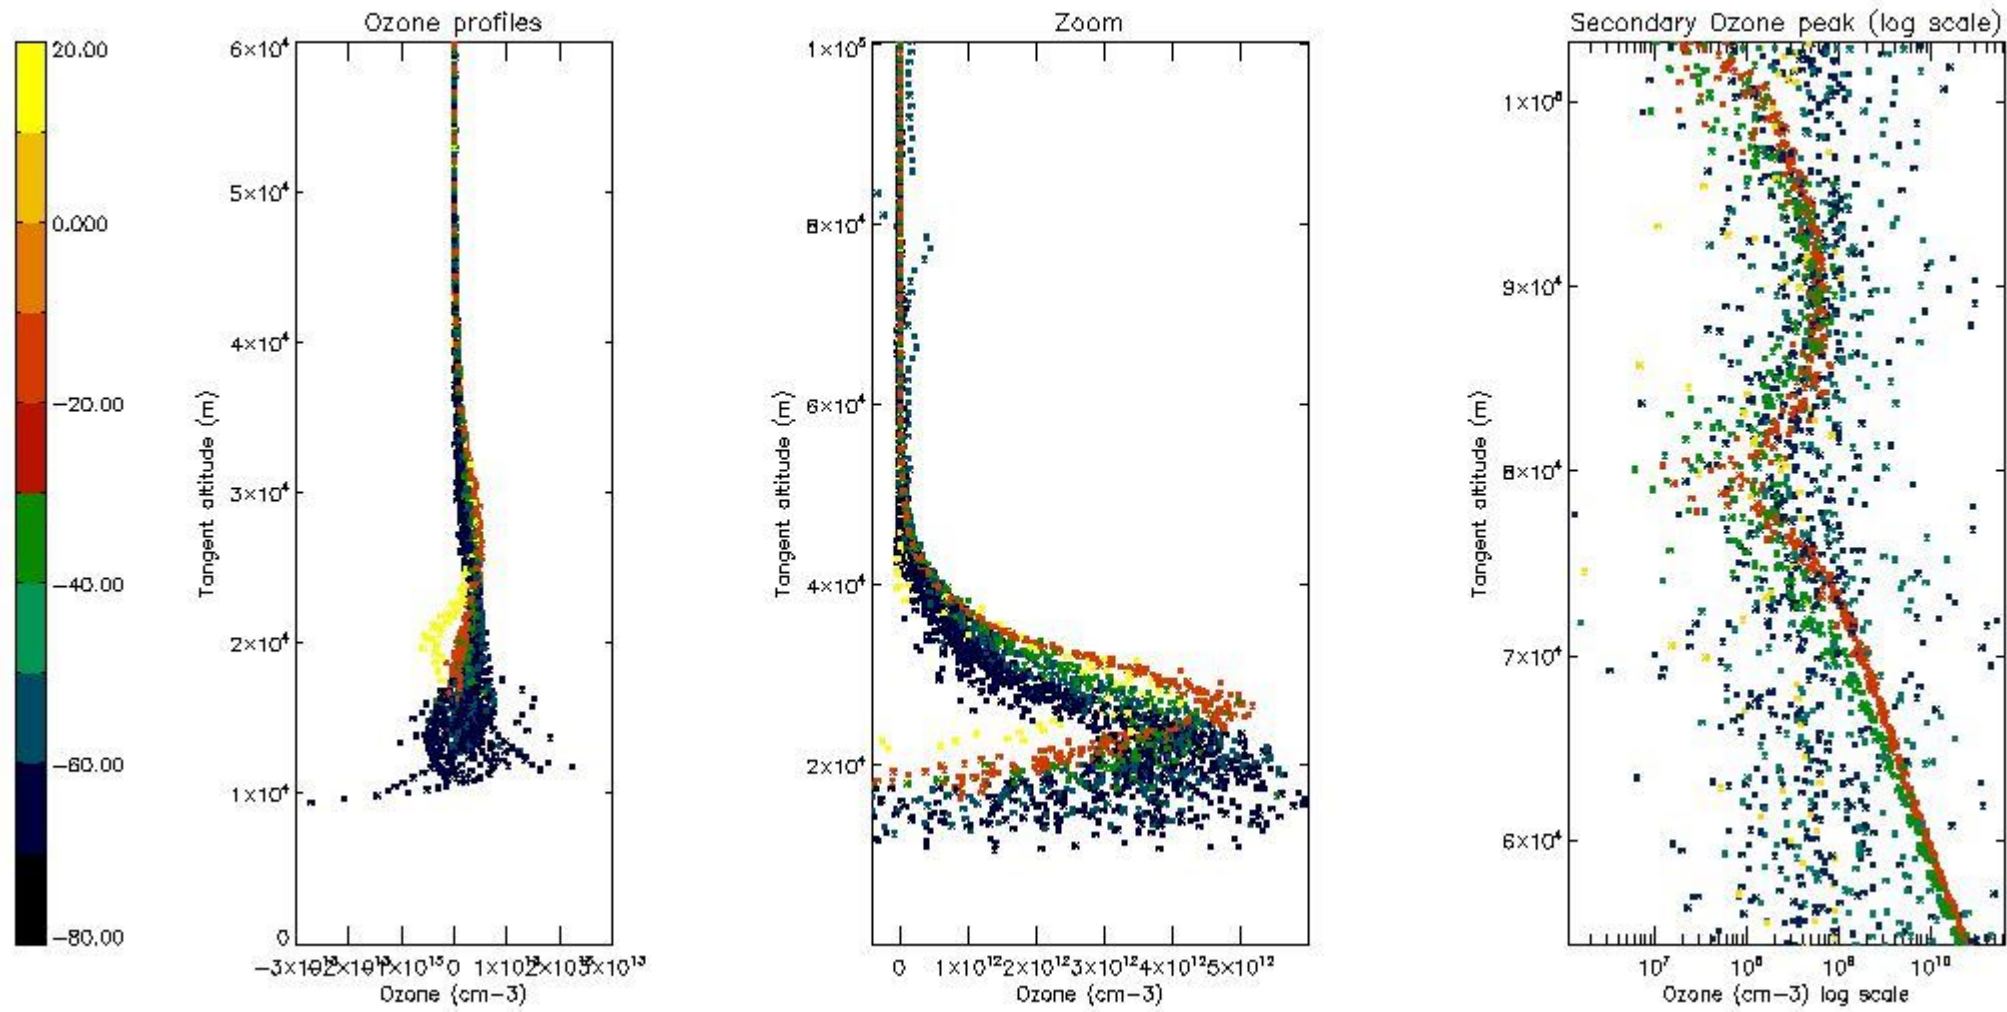 Ozone profiles
Zoom
Secondary Ozone peak (log scale)
20.00
0.000
−20.00
−40.00
−60.00
−80.00
6×10⁴
5×10⁴
4×10⁴
3×10⁴
2×10⁴
1×10⁴
0
Tangent altitude (m)
0
Ozone (cm−3)
1×10⁵
8×10⁴
6×10⁴
4×10⁴
2×10⁴
Tangent altitude (m)
0 1×10¹² 2×10¹² 3×10¹² 4×10¹² 5×10¹²
Ozone (cm−3)
1×10⁵
9×10⁴
8×10⁴
7×10⁴
6×10⁴
Tangent altitude (m)
10⁷ 10⁸ 10⁹ 10¹⁰
Ozone (cm−3) log scale